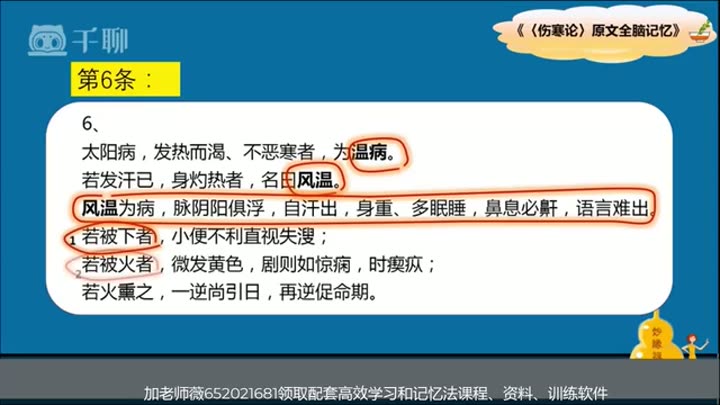 千聊
《〈伤寒论〉原文全脑记忆》
第6条：
6、
太阳病，发热而渴、不恶寒者，为温病。
若发汗已，身灼热者，名曰风温。
风温为病，脉阴阳俱浮，自汗出，身重、多眠睡，鼻息必鼾，语言难出。
1 若被下者，小便不利直视失溲；
2 若被火者，微发黄色，剧则如惊痫，时瘈疭；
若火熏之，一逆尚引日，再逆促命期。
加老师薇652021681领取配套高效学习和记忆法课程、资料、训练软件